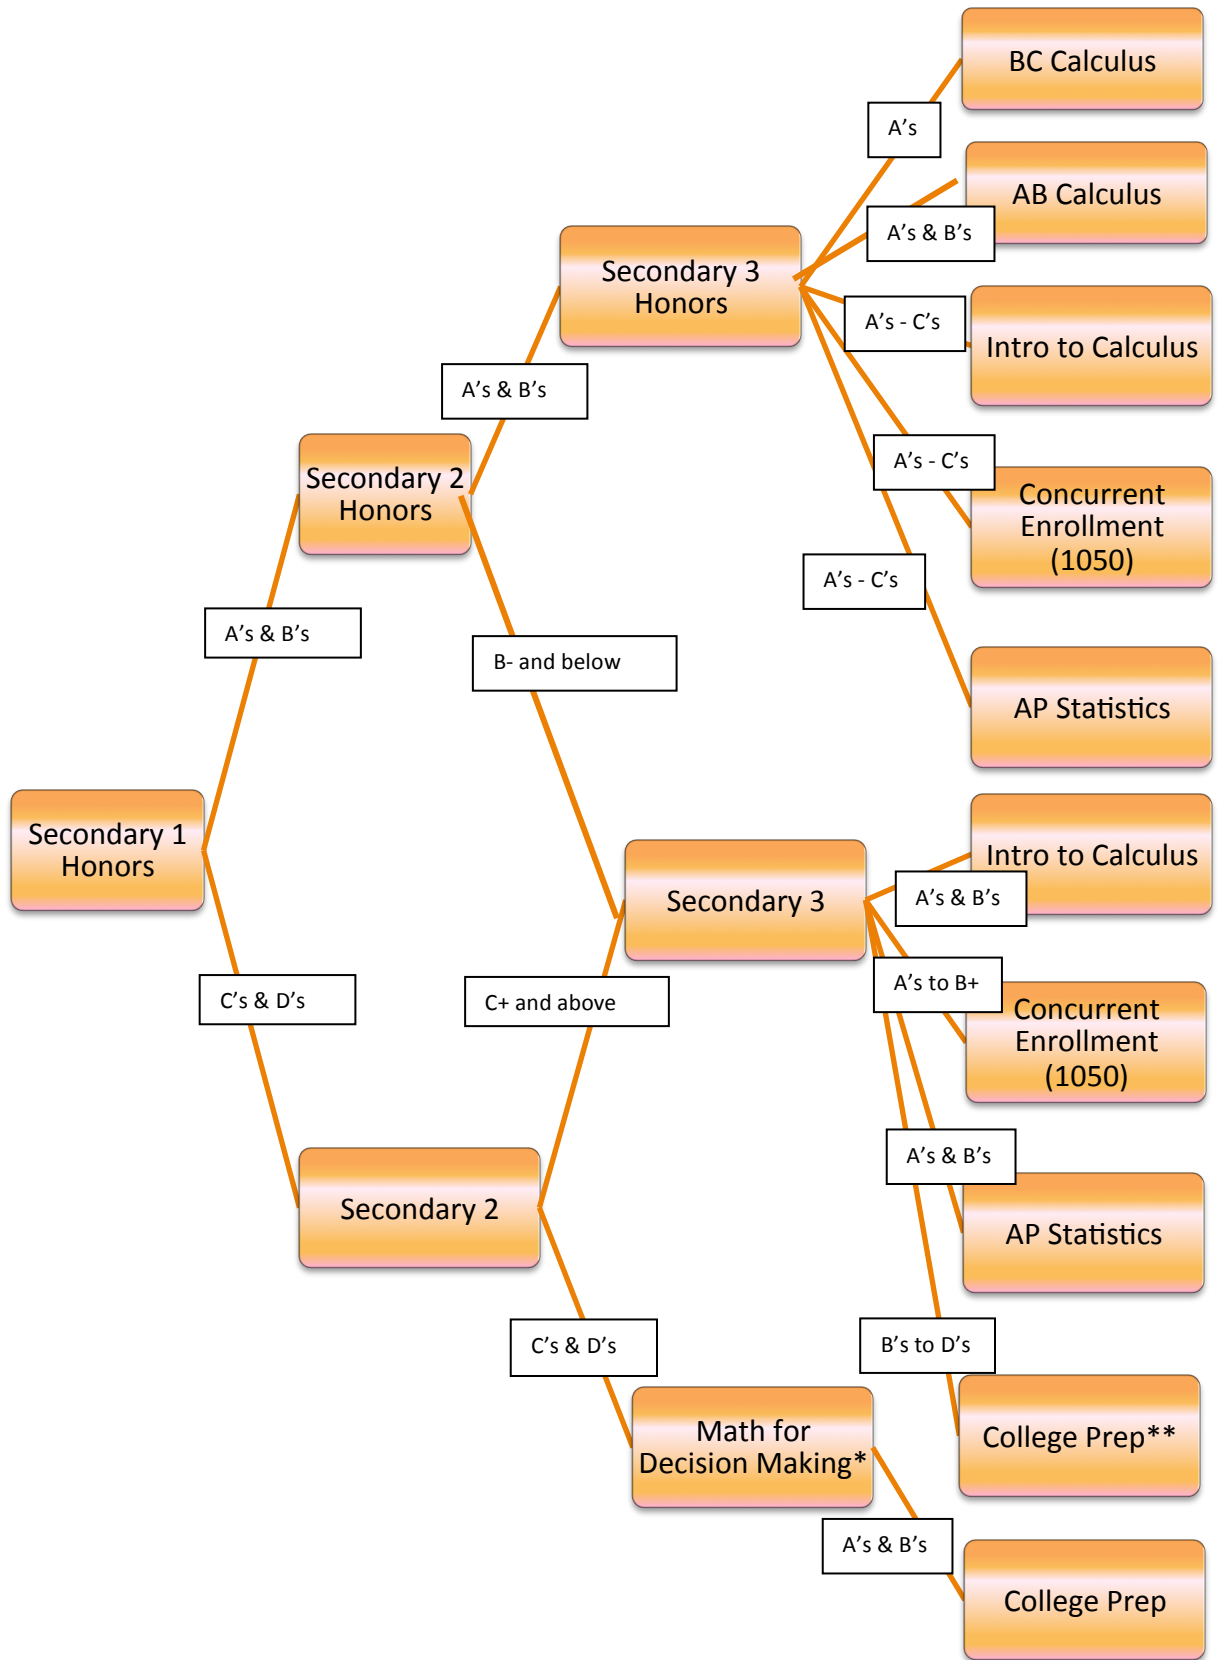 BC Calculus
A's
AB Calculus
A's & B's
Secondary 3
Honors
A's - C's
Intro to Calculus
A's & B's
Secondary 2
Honors
A's - C's
Concurrent
Enrollment
(1050)
A's - C's
A's & B's
B- and below
AP Statistics
Secondary 1
Honors
Intro to Calculus
Secondary 3
A's & B's
A's to B+
C's & D's
C+ and above
Concurrent
Enrollment
(1050)
A's & B's
Secondary 2
AP Statistics
C's & D's
B's to D's
Math for
Decision Making*
College Prep**
A's & B's
College Prep